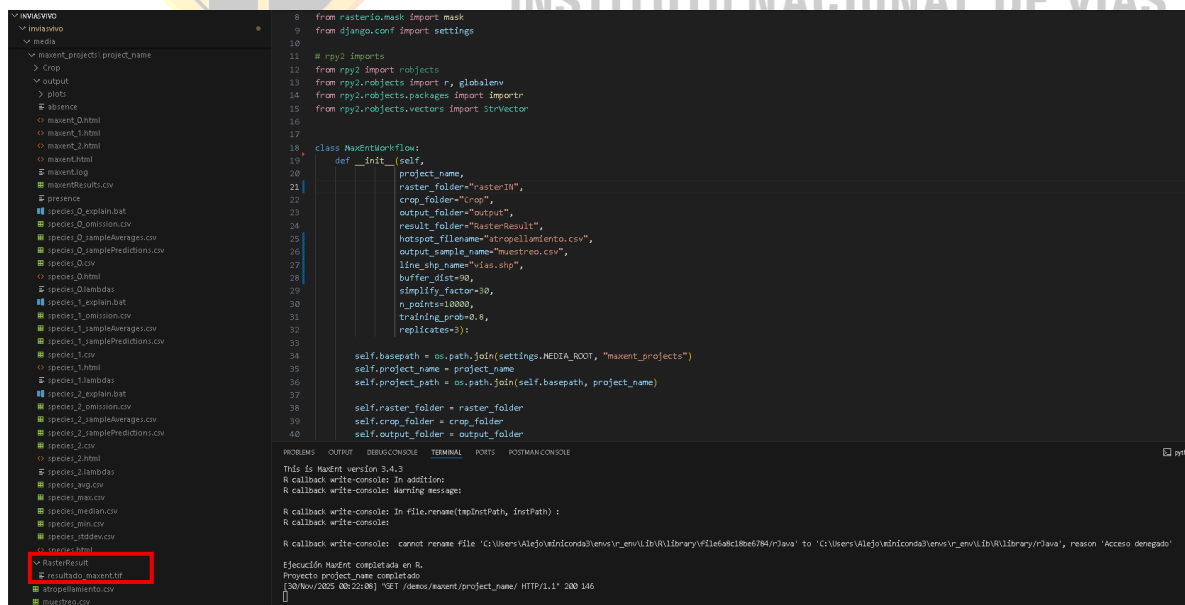 INSTITUTO NACIONAL DE VIAS
INVIASVIVO
inviasvivo
media
maxent_projects\project_name
Crop
output
plots
absence
maxent_0.html
maxent_1.html
maxent_2.html
maxent.html
maxent.log
maxentResults.csv
presence
species_0_explain.bat
species_0_omission.csv
species_0_sampleAverages.csv
species_0_samplePredictions.csv
species_0.csv
species_0.html
species_0.lambdas
species_1_explain.bat
species_1_omission.csv
species_1_sampleAverages.csv
species_1_samplePredictions.csv
species_1.csv
species_1.html
species_1.lambdas
species_2_explain.bat
species_2_omission.csv
species_2_sampleAverages.csv
species_2_samplePredictions.csv
species_2.csv
species_2.html
species_2.lambdas
species_avg.csv
species_max.csv
species_median.csv
species_min.csv
species_stddev.csv
species.html
RasterResult
resultado_maxent.tif
atropellamiento.csv
muestreo.csv
8 from rasterio.mask import mask
9 from django.conf import settings
10
11 # rpy2 imports
12 from rpy2 import robjects
13 from rpy2.robjects import r, globalenv
14 from rpy2.robjects.packages import importr
15 from rpy2.robjects.vectors import StrVector
16
17
18 class MaxEntWorkflow:
19 def __init__(self,
20 project_name,
21 raster_folder="rasterIN",
22 crop_folder="Crop",
23 output_folder="output",
24 result_folder="RasterResult",
25 hotspot_filename="atropellamiento.csv",
26 output_sample_name="muestreo.csv",
27 line_shp_name="vias.shp",
28 buffer_dist=90,
29 simplify_factor=30,
30 n_points=10000,
31 training_prob=0.8,
32 replicates=3):
33
34 self.basepath = os.path.join(settings.MEDIA_ROOT, "maxent_projects")
35 self.project_name = project_name
36 self.project_path = os.path.join(self.basepath, project_name)
37
38 self.raster_folder = raster_folder
39 self.crop_folder = crop_folder
40 self.output_folder = output_folder
PROBLEMS OUTPUT DEBUG CONSOLE TERMINAL PORTS POSTMAN CONSOLE
This is MaxEnt version 3.4.3
R callback write-console: In addition:
R callback write-console: Warning message:
R callback write-console: In file.rename(tmpInstPath, instPath) :
R callback write-console:
R callback write-console: cannot rename file 'C:\Users\Alejo\miniconda3\envs\r_env\Lib\R\library\file6a8c18be6784/rJava' to 'C:\Users\Alejo\miniconda3\envs\r_env\Lib\R\library/rJava', reason 'Acceso denegado'
Ejecución MaxEnt completada en R.
Proyecto project_name completado
[30/Nov/2025 00:22:08] "GET /demos/maxent/project_name/ HTTP/1.1" 200 146